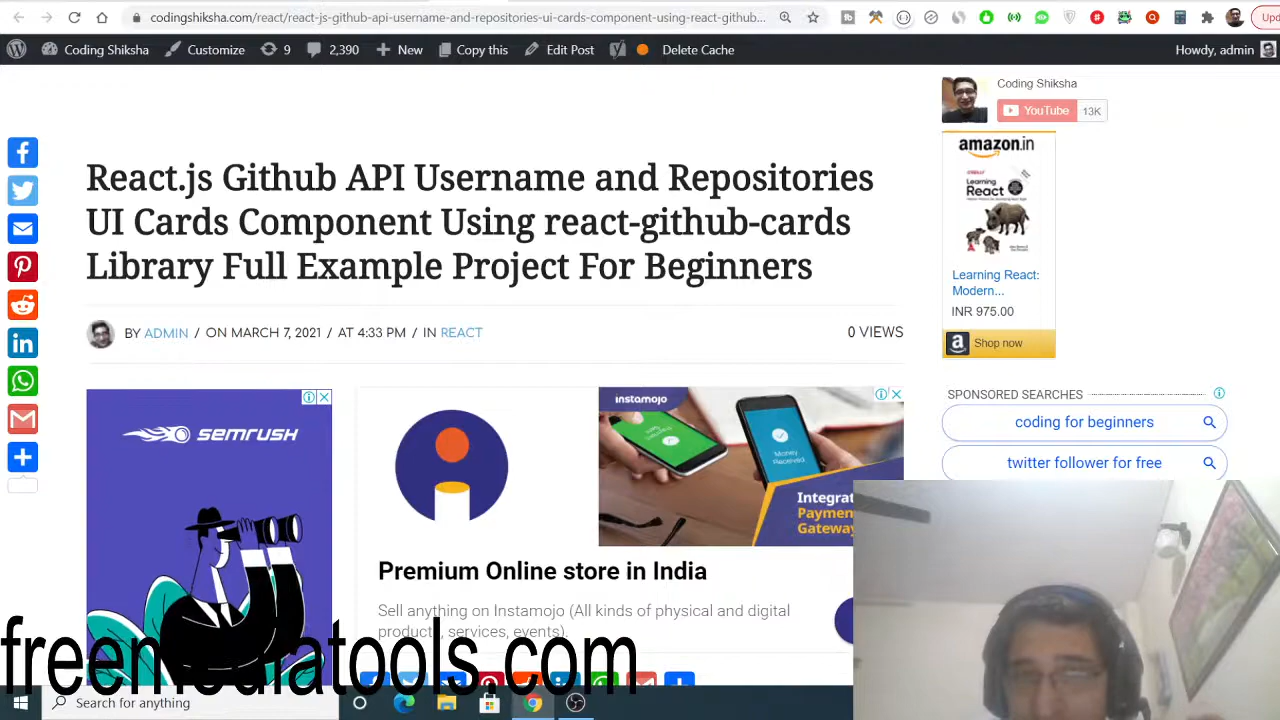 codingshiksha.com/react/react-js-github-api-username-and-repositories-ui-cards-component-using-react-github...
Coding Shiksha
Customize
9
2,390
New
Copy this
Edit Post
Delete Cache
Howdy, admin
Coding Shiksha
YouTube 13K
amazon.in
O'REILLY
Learning
React
Learning React:
Modern...
INR 975.00
Shop now
React.js Github API Username and Repositories
UI Cards Component Using react-github-cards
Library Full Example Project For Beginners
BY ADMIN / ON MARCH 7, 2021 / AT 4:33 PM / IN REACT
0 VIEWS
SEMRUSH
instamojo
Money
Received
Integrat
Paymen
Gateway
Premium Online store in India
Sell anything on Instamojo (All kinds of physical and digital
products, services, events).
SPONSORED SEARCHES
coding for beginners
twitter follower for free
freemediatools.com
Search for anything